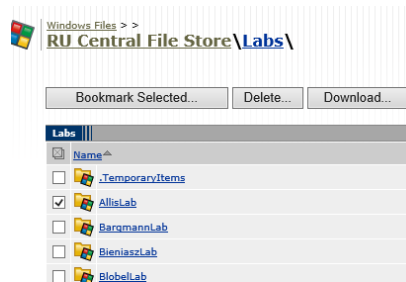 Windows Files > >
RU Central File Store\Labs\
Bookmark Selected... Delete... Download...
Labs
Name
.TemporaryItems
AllisLab
BargmannLab
BieniaszLab
BlobelLab